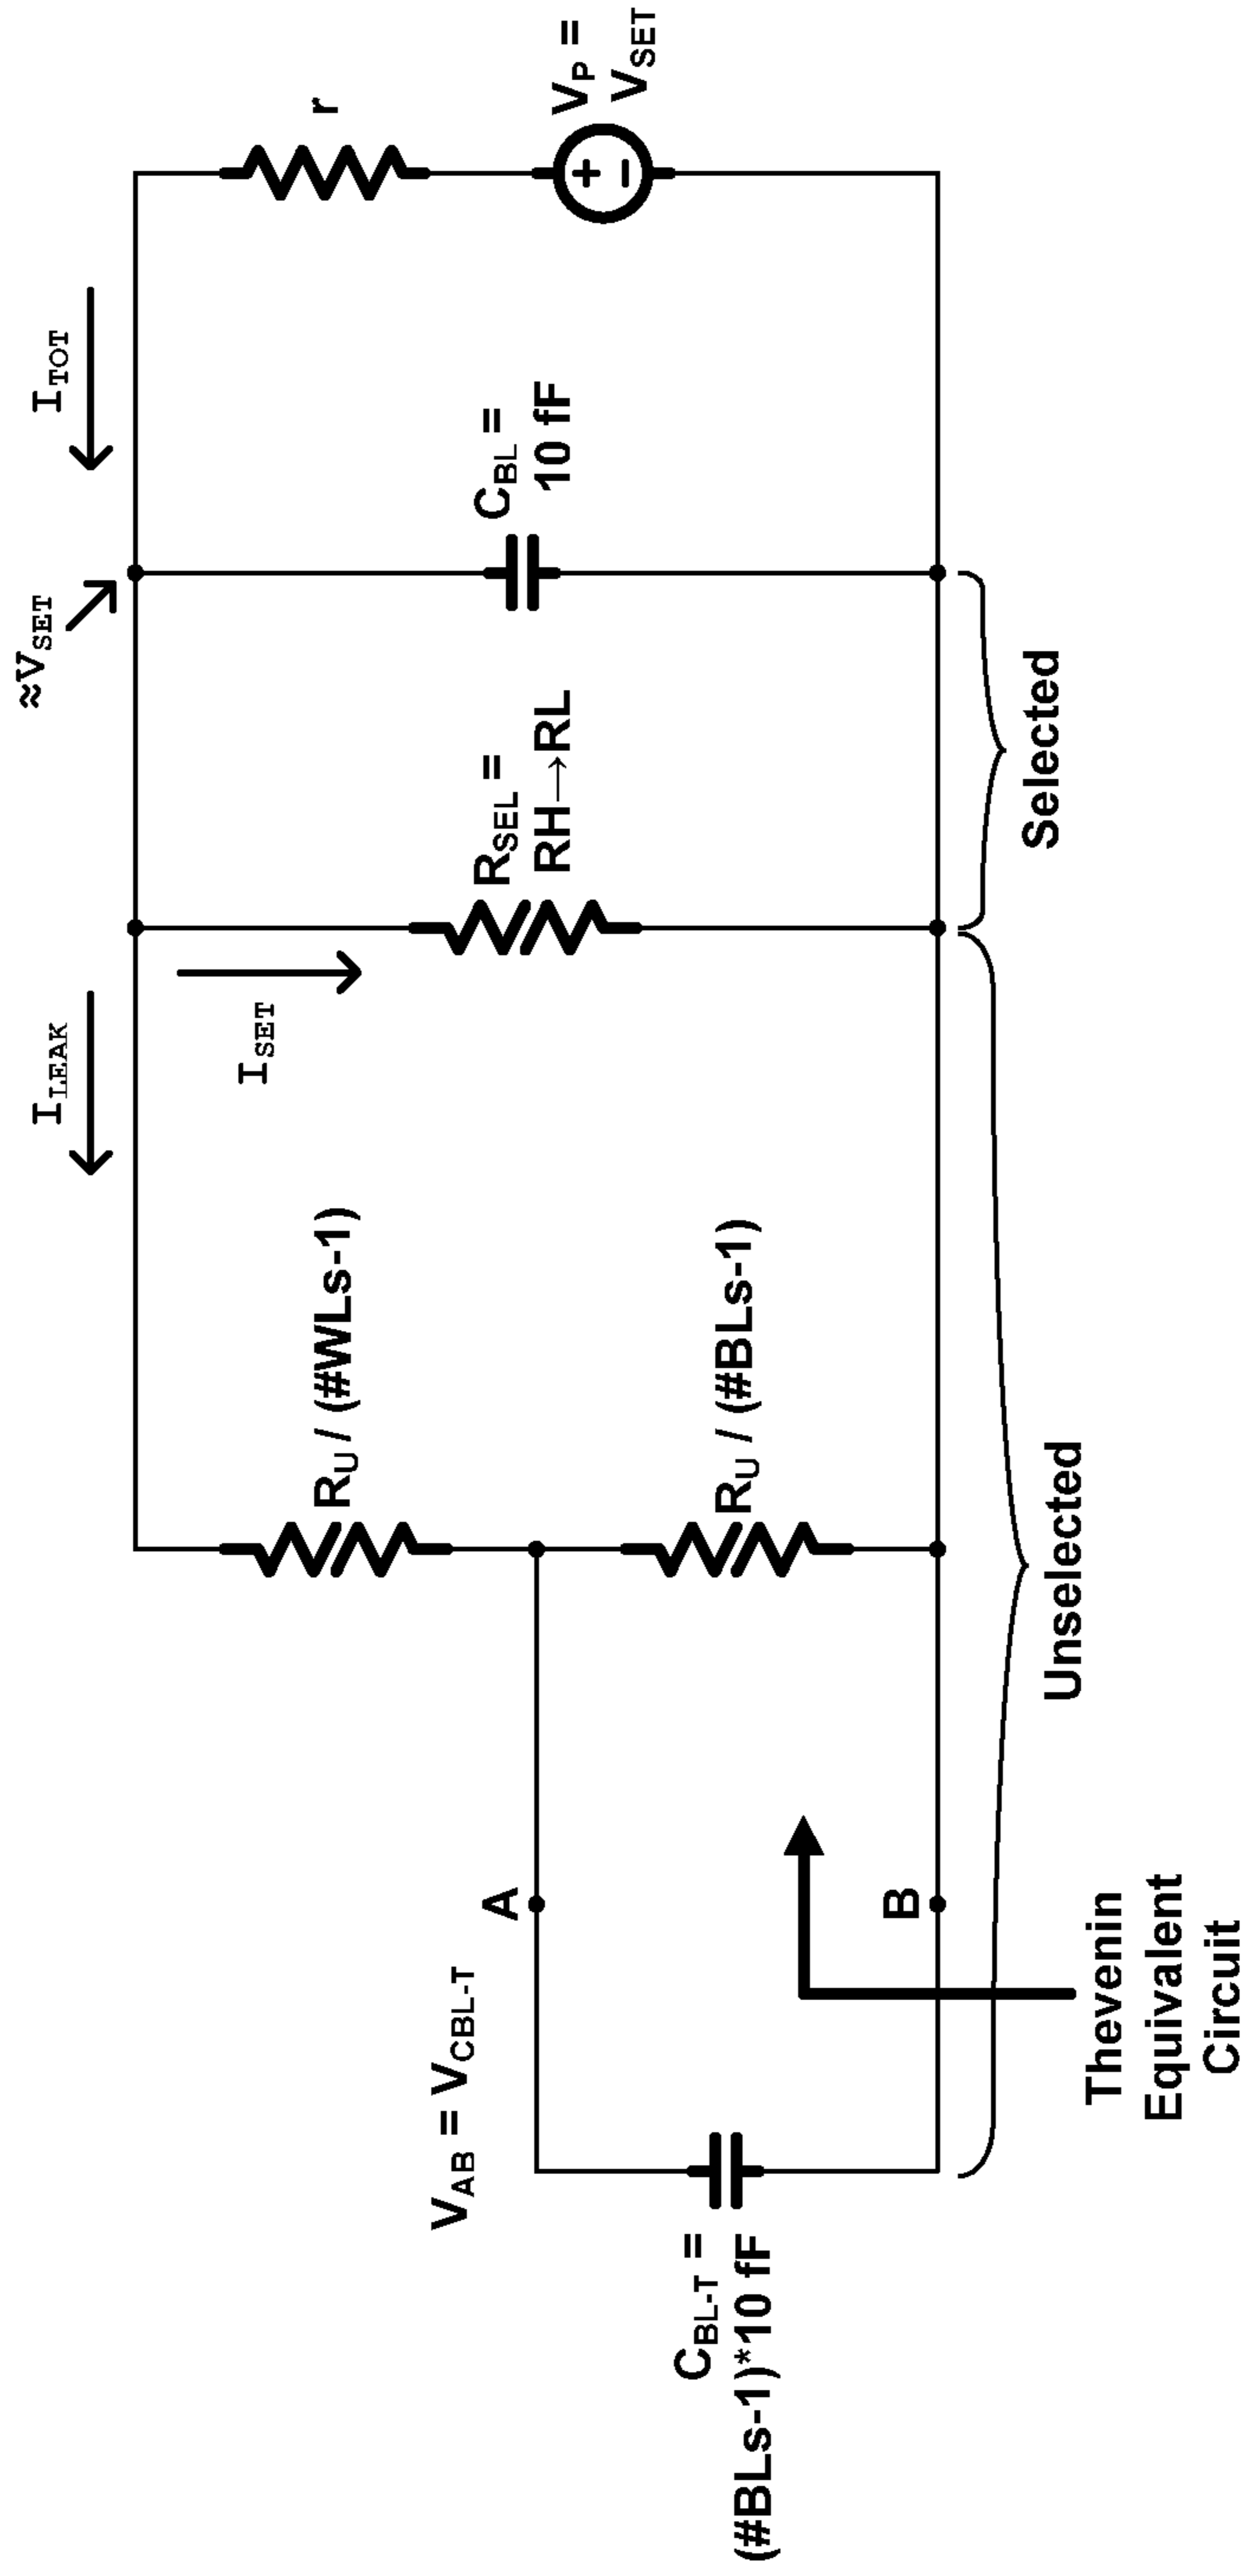 ≈V_SET
I_TOT
I_LEAK
I_SET
r
V_P =
V_SET
+
−
C_BL =
10 fF
R_SEL =
RH→RL
R_U / (#WLs-1)
R_U / (#BLs-1)
A
B
V_AB = V_CBL-T
C_BL-T =
(#BLs-1)*10 fF
Selected
Unselected
Thevenin
Equivalent
Circuit